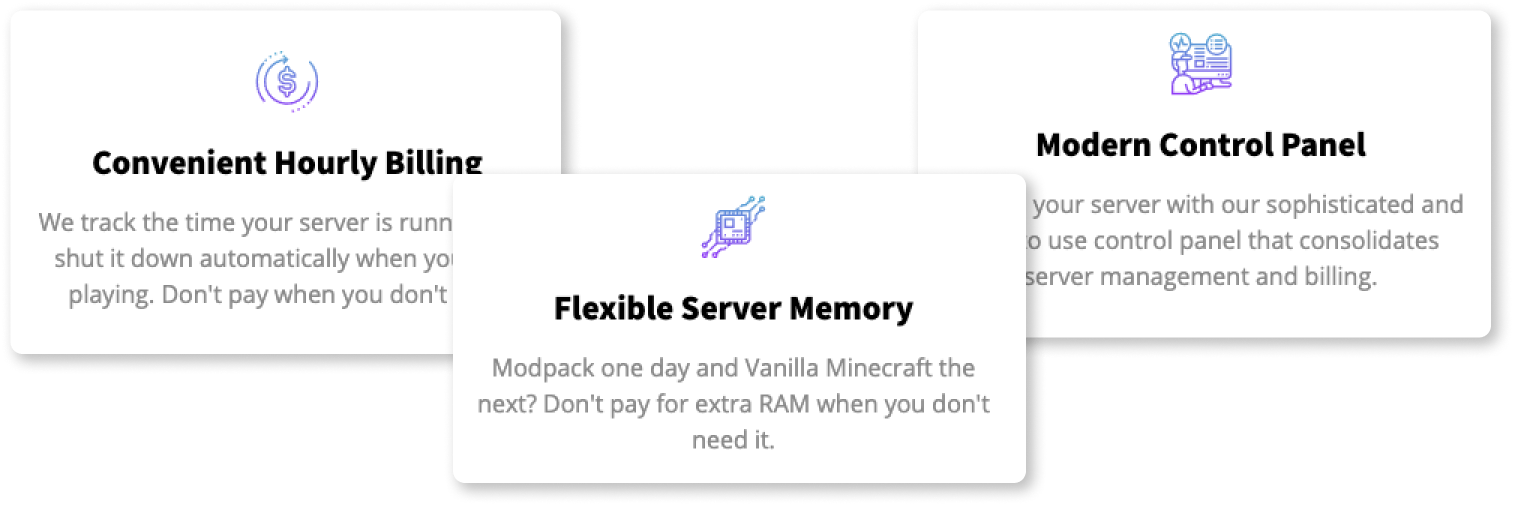 Convenient Hourly Billing
We track the time your server is
shut it down automatically when
playing. Don't pay when you don't
Flexible Server Memory
Modpack one day and Vanilla Minecraft the
next? Don't pay for extra RAM when you don't
need it.
Modern Control Panel
your server with our sophisticated and
use control panel that consolidates
server management and billing.